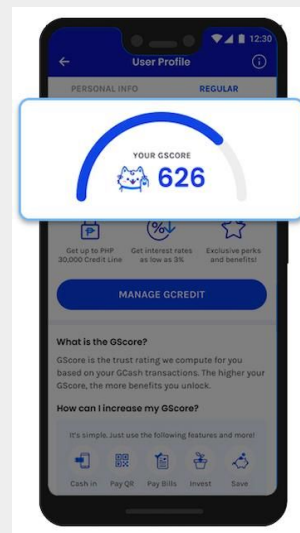 12:30
User Profile
PERSONAL INFO
REGULAR
YOUR GSCORE
626
Get up to PHP
30,000 Credit Line
Get interest rates
as low as 3%
Exclusive perks
and benefits!
MANAGE GCREDIT
What is the GScore?
GScore is the trust rating we compute for you
based on your GCash transactions. The higher your
GScore, the more benefits you unlock.
How can I increase my GScore?
It's simple. Just use the following features and more!
Cash in
Pay QR
Pay Bills
Invest
Save